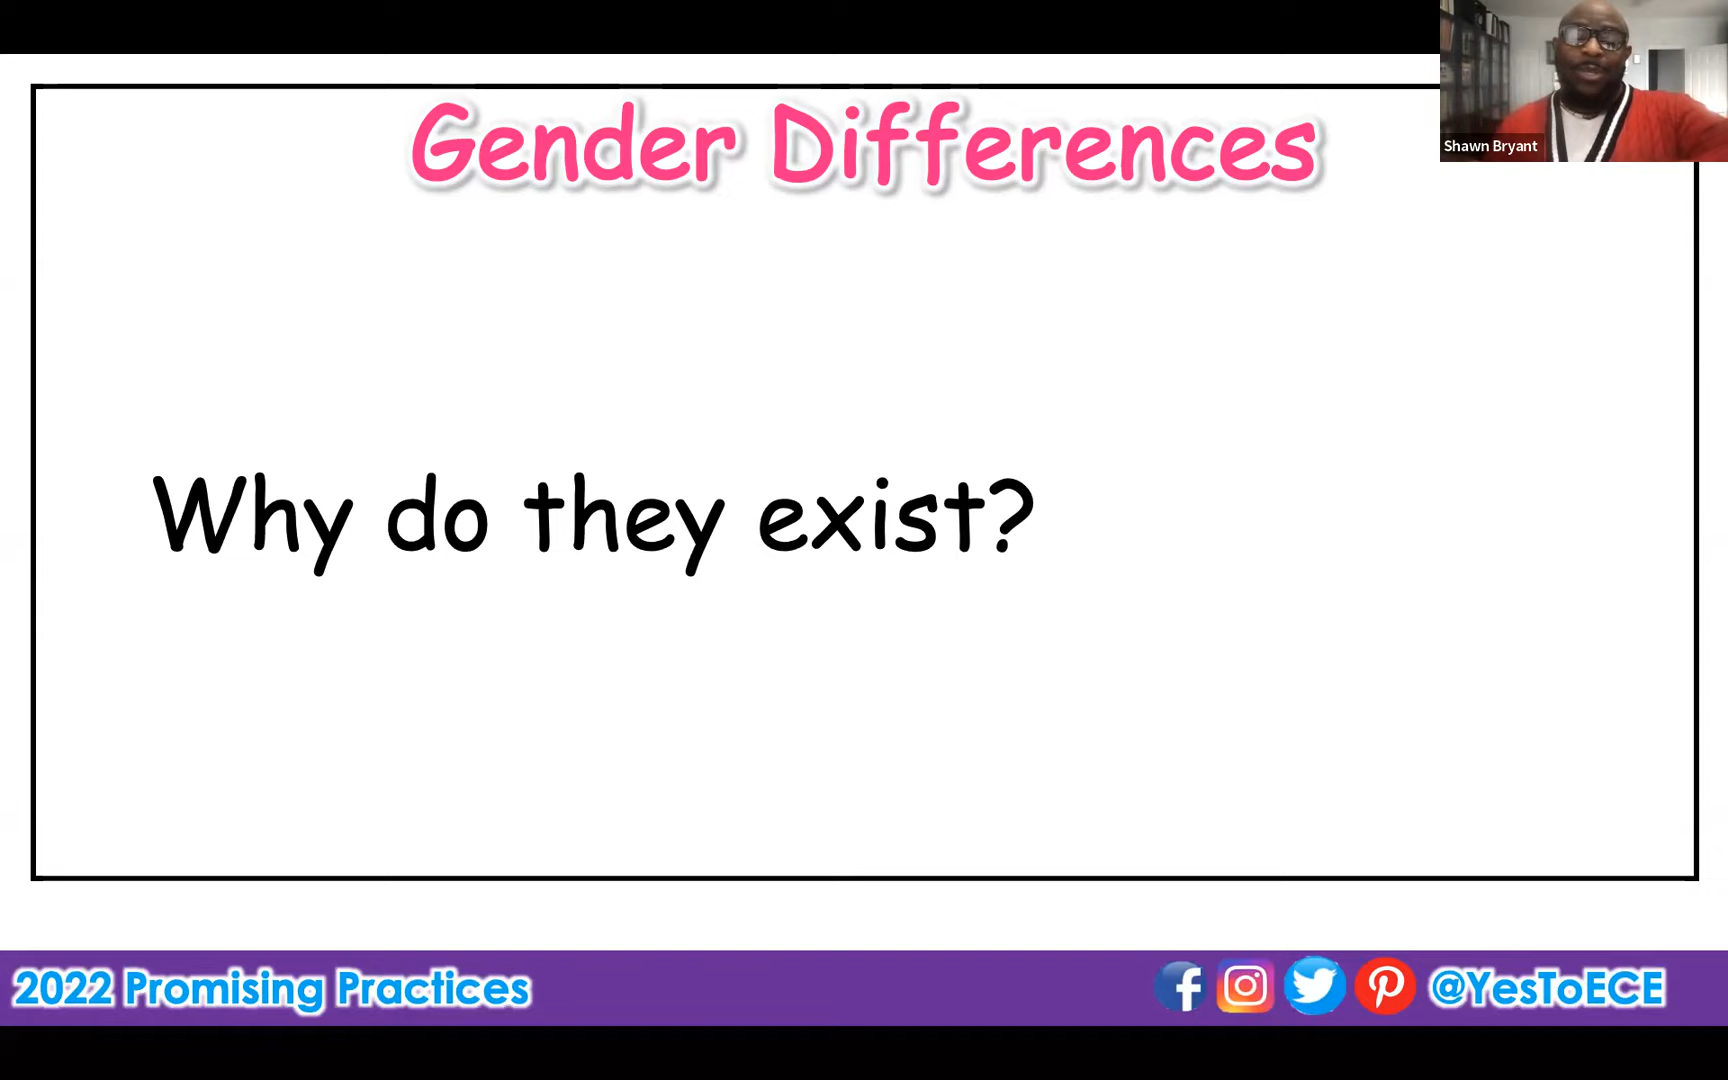 Gender Differences
Shawn Bryant
Why do they exist?
2022 Promising Practices
@YesToECE